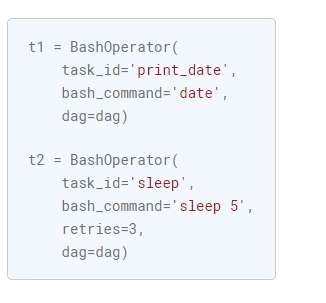 t1 = BashOperator(
    task_id='print_date',
    bash_command='date',
    dag=dag)

t2 = BashOperator(
    task_id='sleep',
    bash_command='sleep 5',
    retries=3,
    dag=dag)